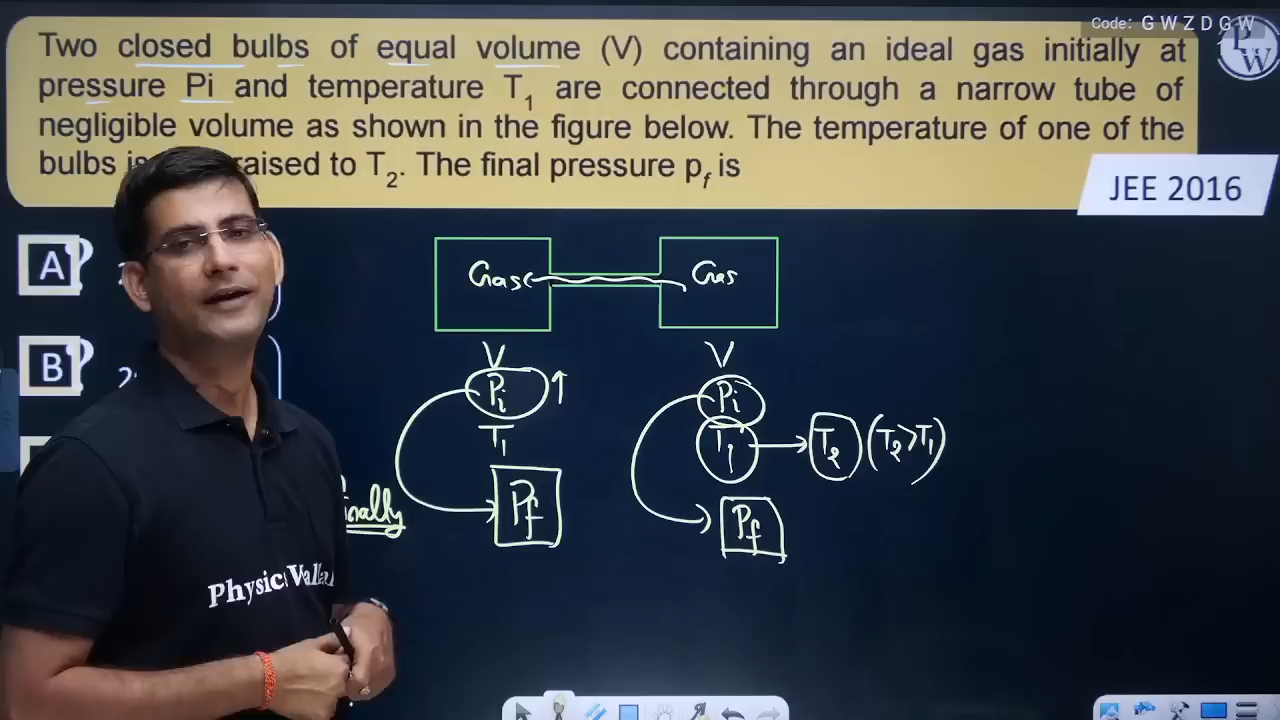 Code: G W Z D G W
P
W
Two closed bulbs of equal volume (V) containing an ideal gas initially at
pressure Pi and temperature T1 are connected through a narrow tube of
negligible volume as shown in the figure below. The temperature of one of the
bulbs raised to T2. The final pressure pf is
JEE 2016
A
Gas Gas
B
V V
Pi ↑ Pi
T1 T1 → T2 (T2>T1)
Pf Pf
Physics